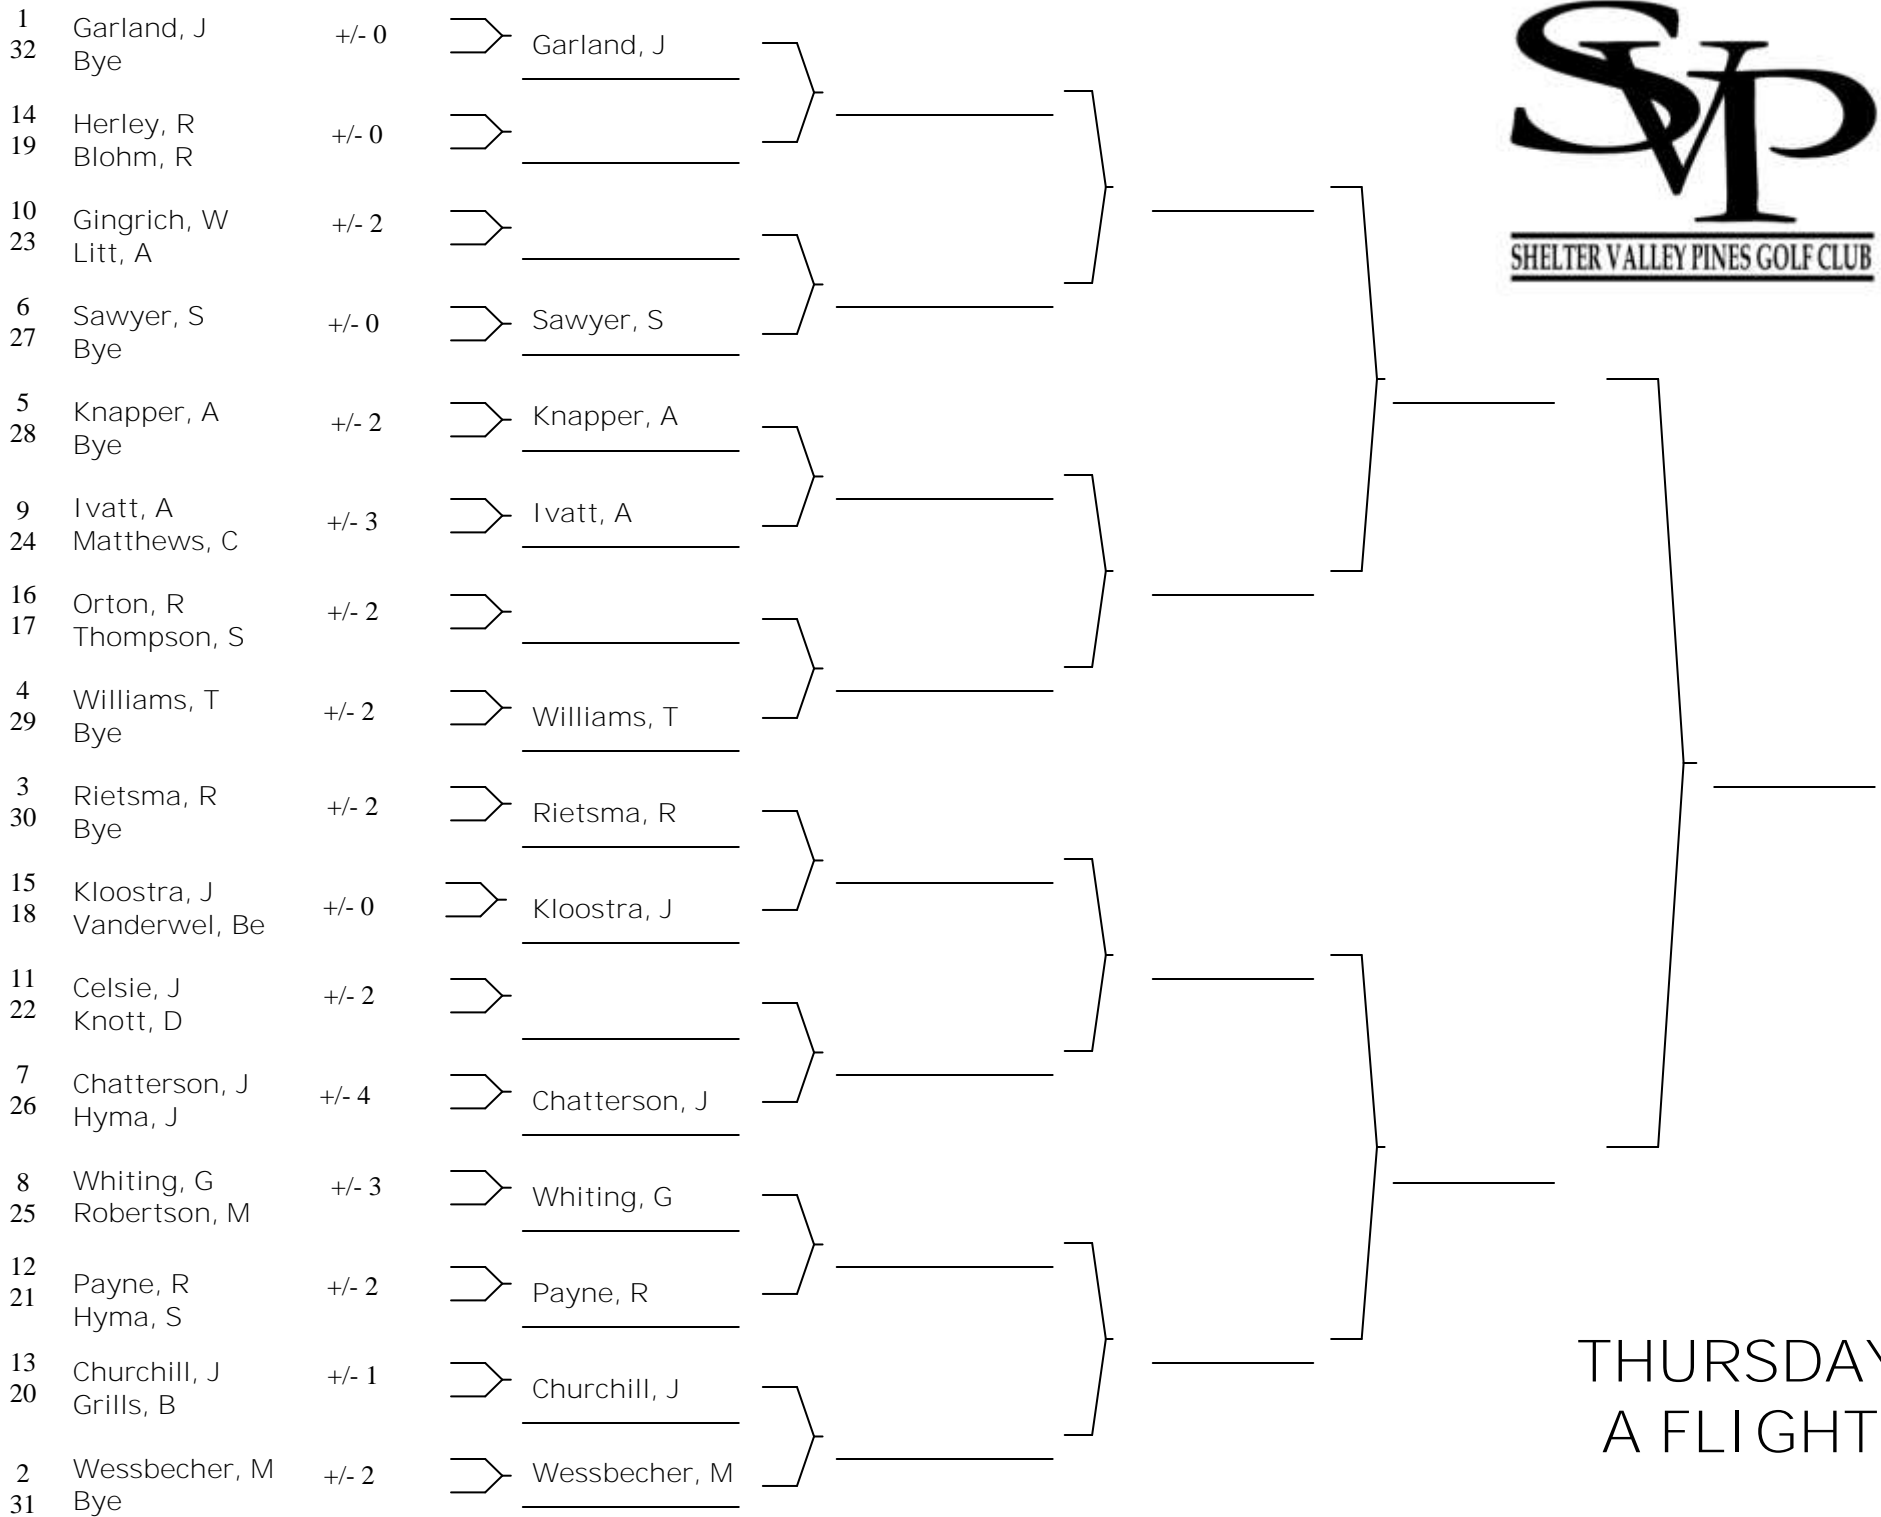 1 Garland, J +/- 0 Garland, J
32 Bye
14 Herley, R +/- 0
19 Blohm, R
10 Gingrich, W +/- 2
23 Litt, A
6 Sawyer, S +/- 0 Sawyer, S
27 Bye
5 Knapper, A +/- 2 Knapper, A
28 Bye
9 Ivatt, A +/- 3 Ivatt, A
24 Matthews, C
16 Orton, R +/- 2
17 Thompson, S
4 Williams, T +/- 2 Williams, T
29 Bye
3 Rietsma, R +/- 2 Rietsma, R
30 Bye
15 Kloostra, J +/- 0 Kloostra, J
18 Vanderwel, Be
11 Celsie, J +/- 2
22 Knott, D
7 Chatterson, J +/- 4 Chatterson, J
26 Hyma, J
8 Whiting, G +/- 3 Whiting, G
25 Robertson, M
12 Payne, R +/- 2 Payne, R
21 Hyma, S
13 Churchill, J +/- 1 Churchill, J
20 Grills, B
2 Wessbecher, M +/- 2 Wessbecher, M
31 Bye
SVP
SHELTER VALLEY PINES GOLF CLUB
THURSDAY
A FLIGHT